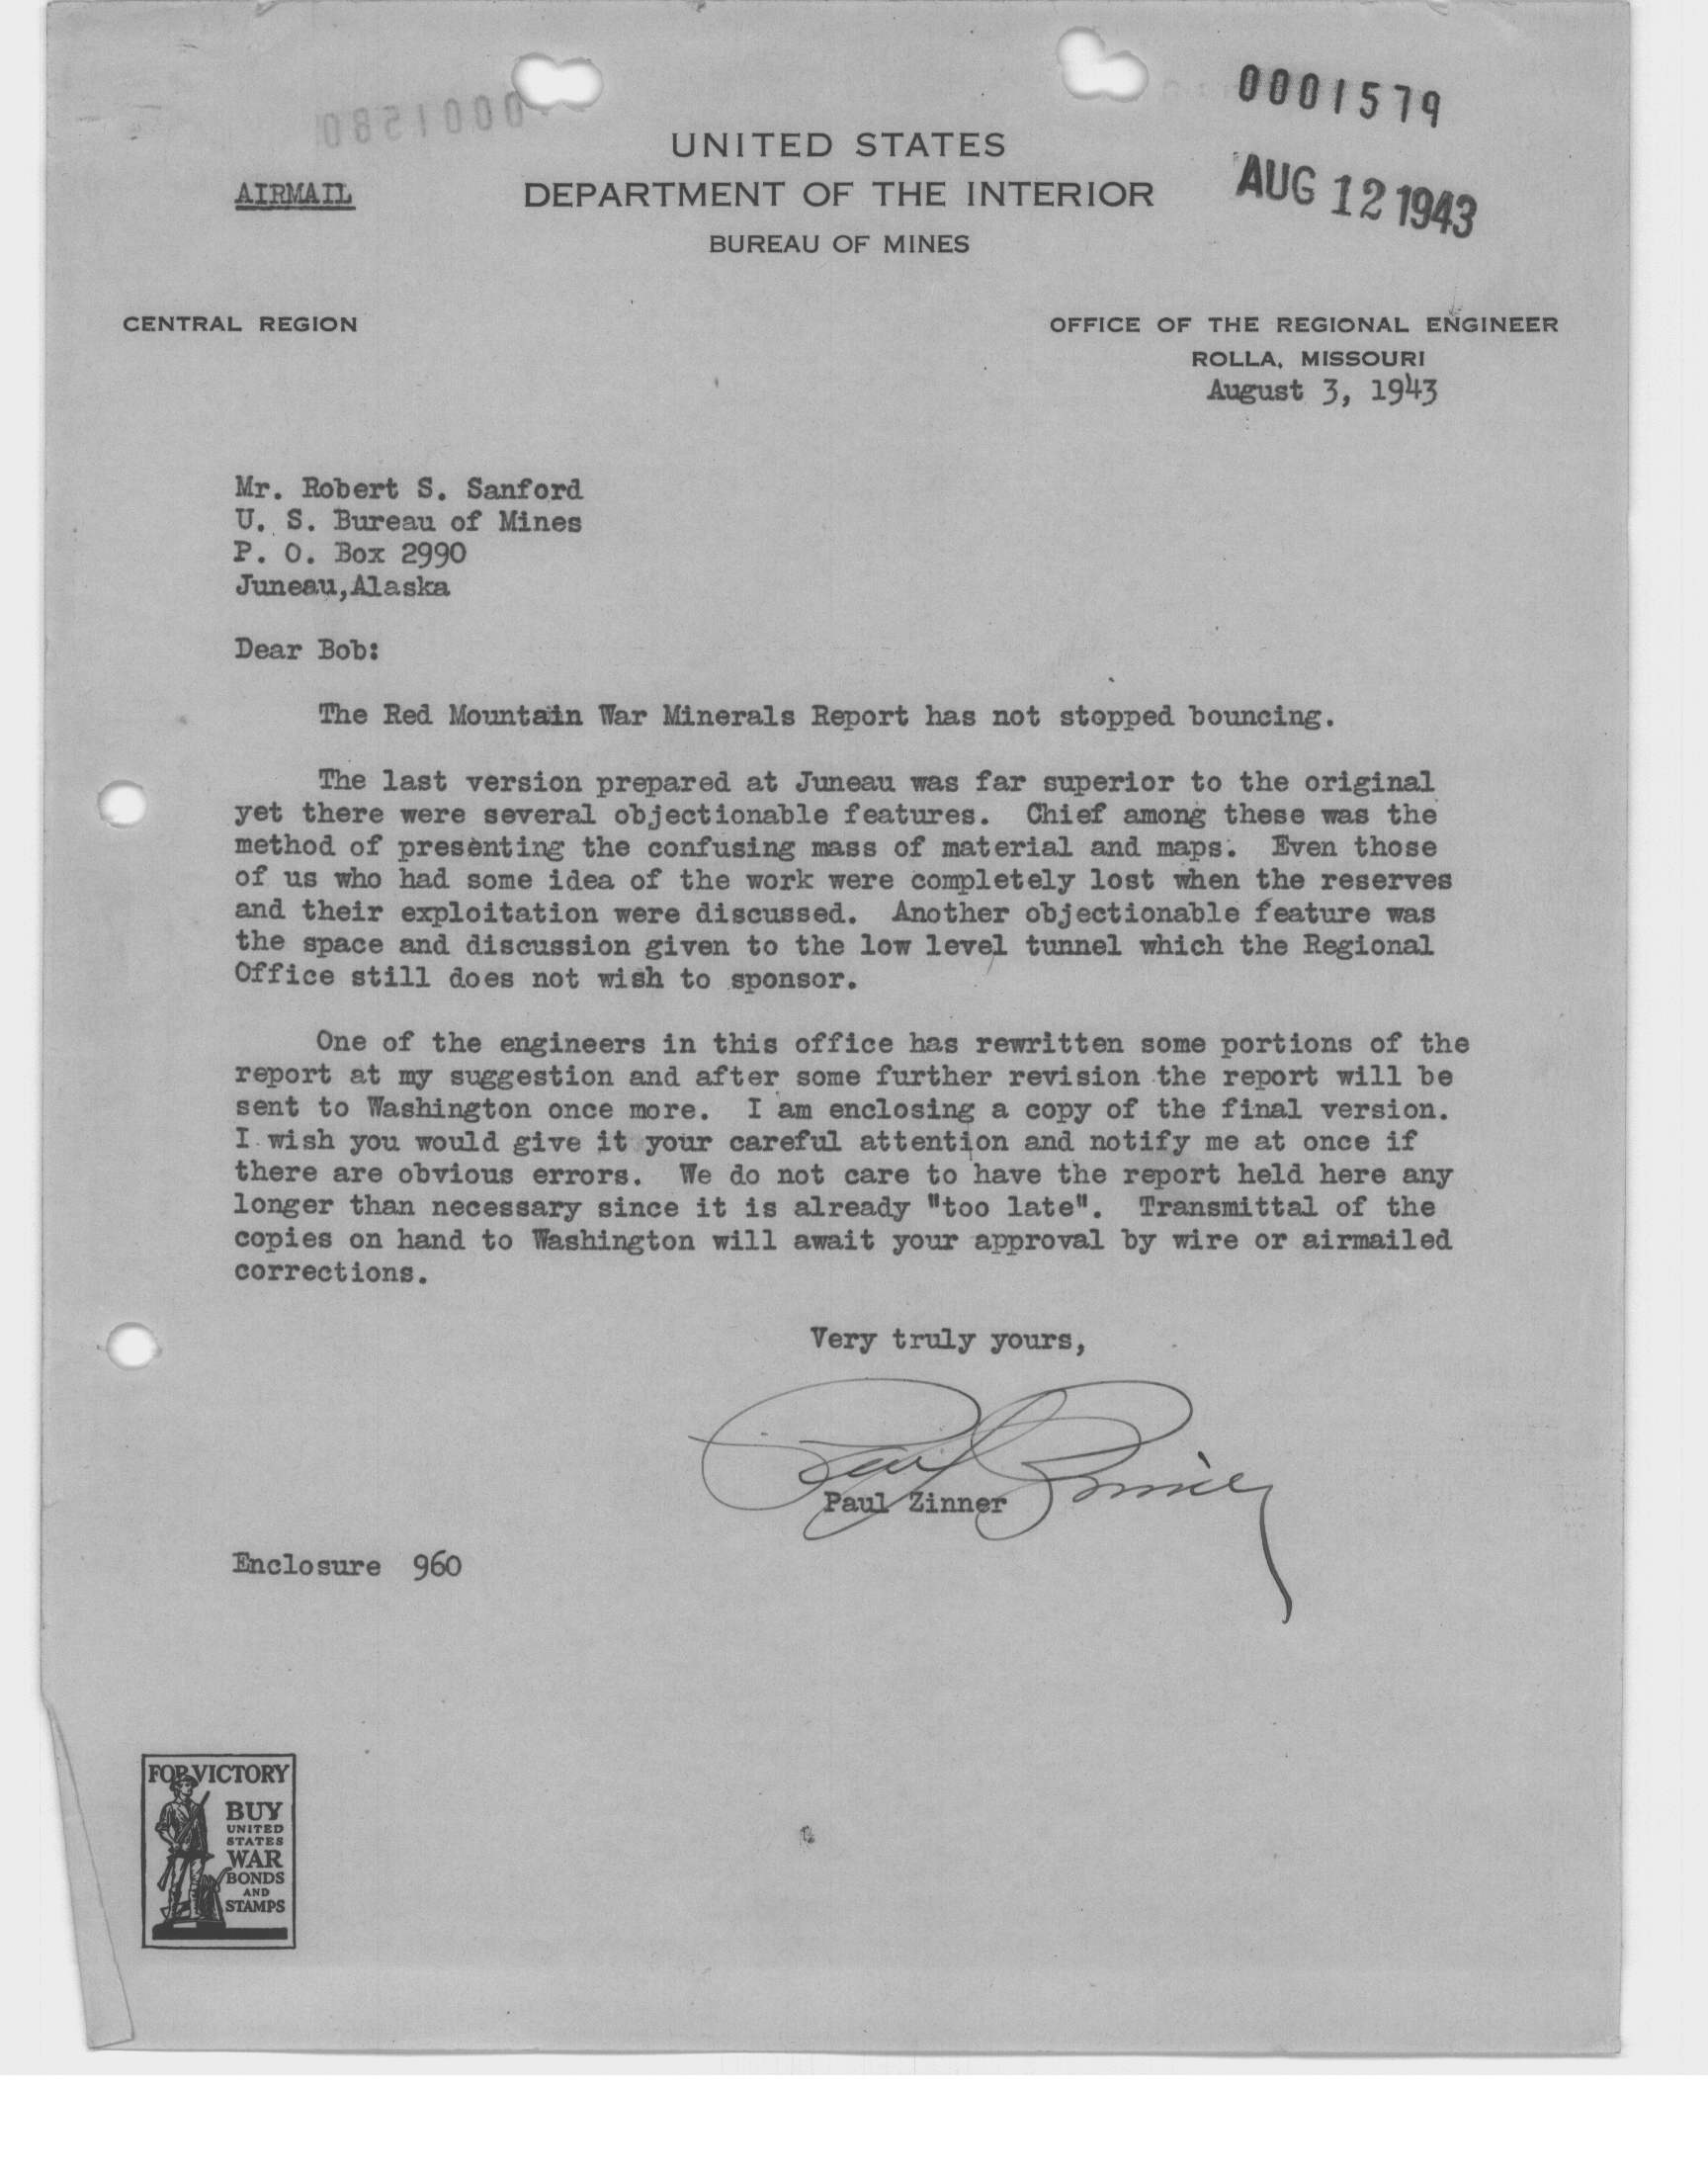 0001579
0001580
UNITED STATES
AIRMAIL
DEPARTMENT OF THE INTERIOR
AUG 12 1943
BUREAU OF MINES
CENTRAL REGION
OFFICE OF THE REGIONAL ENGINEER
ROLLA, MISSOURI
August 3, 1943
Mr. Robert S. Sanford
U. S. Bureau of Mines
P. O. Box 2990
Juneau,Alaska
Dear Bob:
The Red Mountain War Minerals Report has not stopped bouncing.
The last version prepared at Juneau was far superior to the original
yet there were several objectionable features. Chief among these was the
method of presenting the confusing mass of material and maps. Even those
of us who had some idea of the work were completely lost when the reserves
and their exploitation were discussed. Another objectionable feature was
the space and discussion given to the low level tunnel which the Regional
Office still does not wish to sponsor.
One of the engineers in this office has rewritten some portions of the
report at my suggestion and after some further revision the report will be
sent to Washington once more. I am enclosing a copy of the final version.
I wish you would give it your careful attention and notify me at once if
there are obvious errors. We do not care to have the report held here any
longer than necessary since it is already "too late". Transmittal of the
copies on hand to Washington will await your approval by wire or airmailed
corrections.
Very truly yours,
Paul Zinner
Paul Zinner
Enclosure 960
FOR VICTORY
BUY
UNITED
STATES
WAR
BONDS
AND
STAMPS